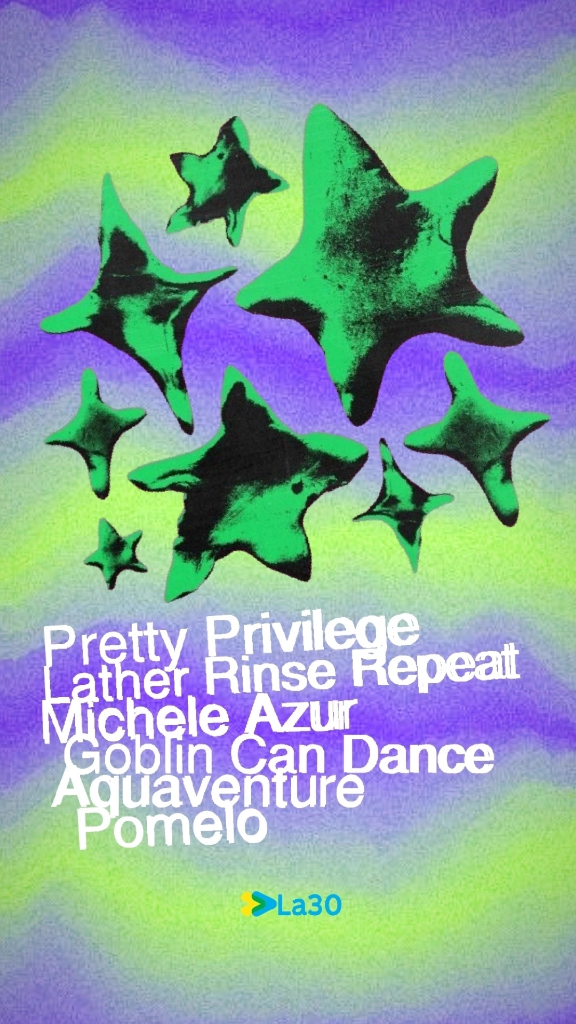 Pretty Privilege
Lather Rinse Repeat
Michele Azur
Goblin Can Dance
Aquaventure
Pomelo
La30